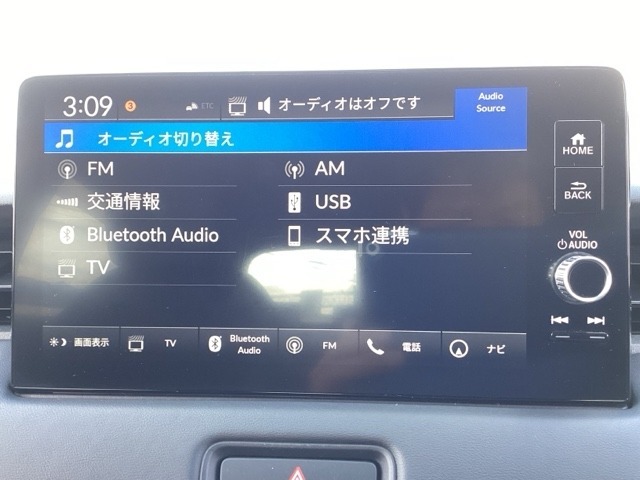 3:09 3 ETC オーディオはオフです Audio Source
オーディオ切り替え
HOME
FM AM
BACK
交通情報 USB
Bluetooth Audio スマホ連携
VOL
AUDIO
TV
画面表示 TV Bluetooth Audio FM 電話 ナビ